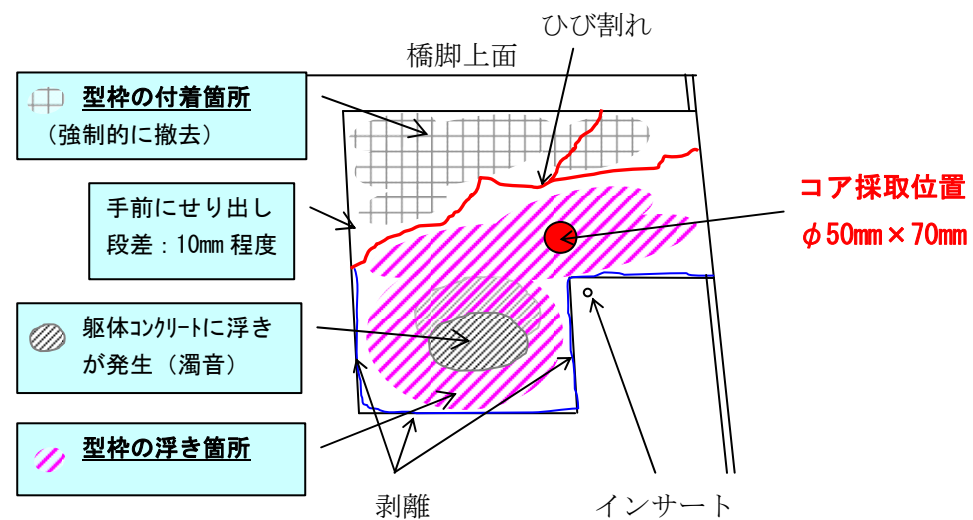 ひび割れ
橋脚上面
型枠の付着箇所
（強制的に撤去）
手前にせり出し
段差：10mm 程度
コア採取位置
φ50mm×70mm
躯体ｺﾝｸﾘｰﾄに浮き
が発生（濁音）
型枠の浮き箇所
剥離
インサート